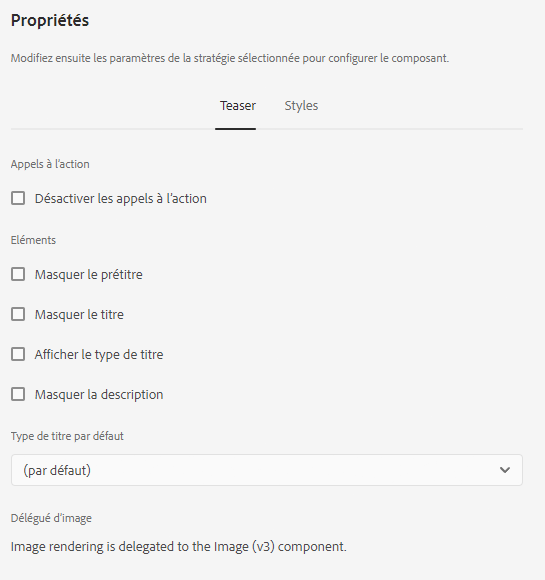 Propriétés
Modifiez ensuite les paramètres de la stratégie sélectionnée pour configurer le composant.
Teaser Styles
Appels à l'action
Désactiver les appels à l'action
Eléments
Masquer le prétitre
Masquer le titre
Afficher le type de titre
Masquer la description
Type de titre par défaut
(par défaut)
Délégué d'image
Image rendering is delegated to the Image (v3) component.